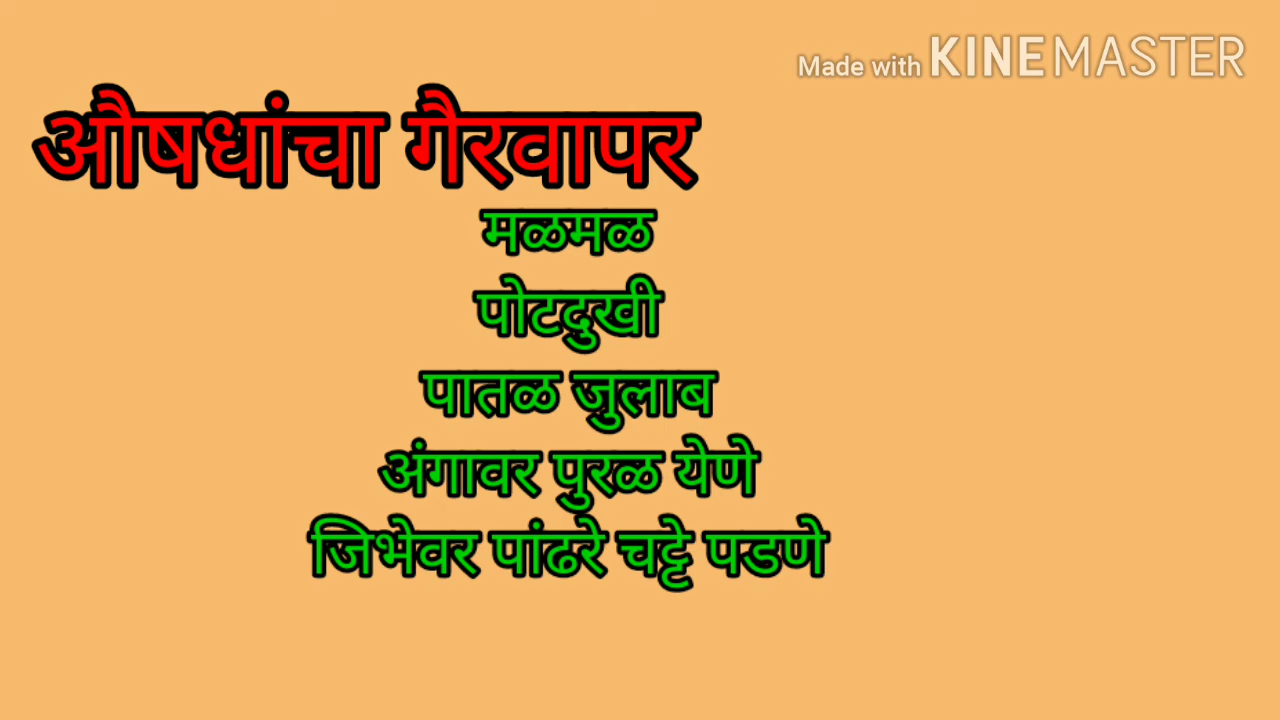 Made with KINEMASTER
औषधांचा गैरवापर
मळमळ
पोटदुखी
पातळ जुलाब
अंगावर पुरळ येणे
जिभेवर पांढरे चट्टे पडणे